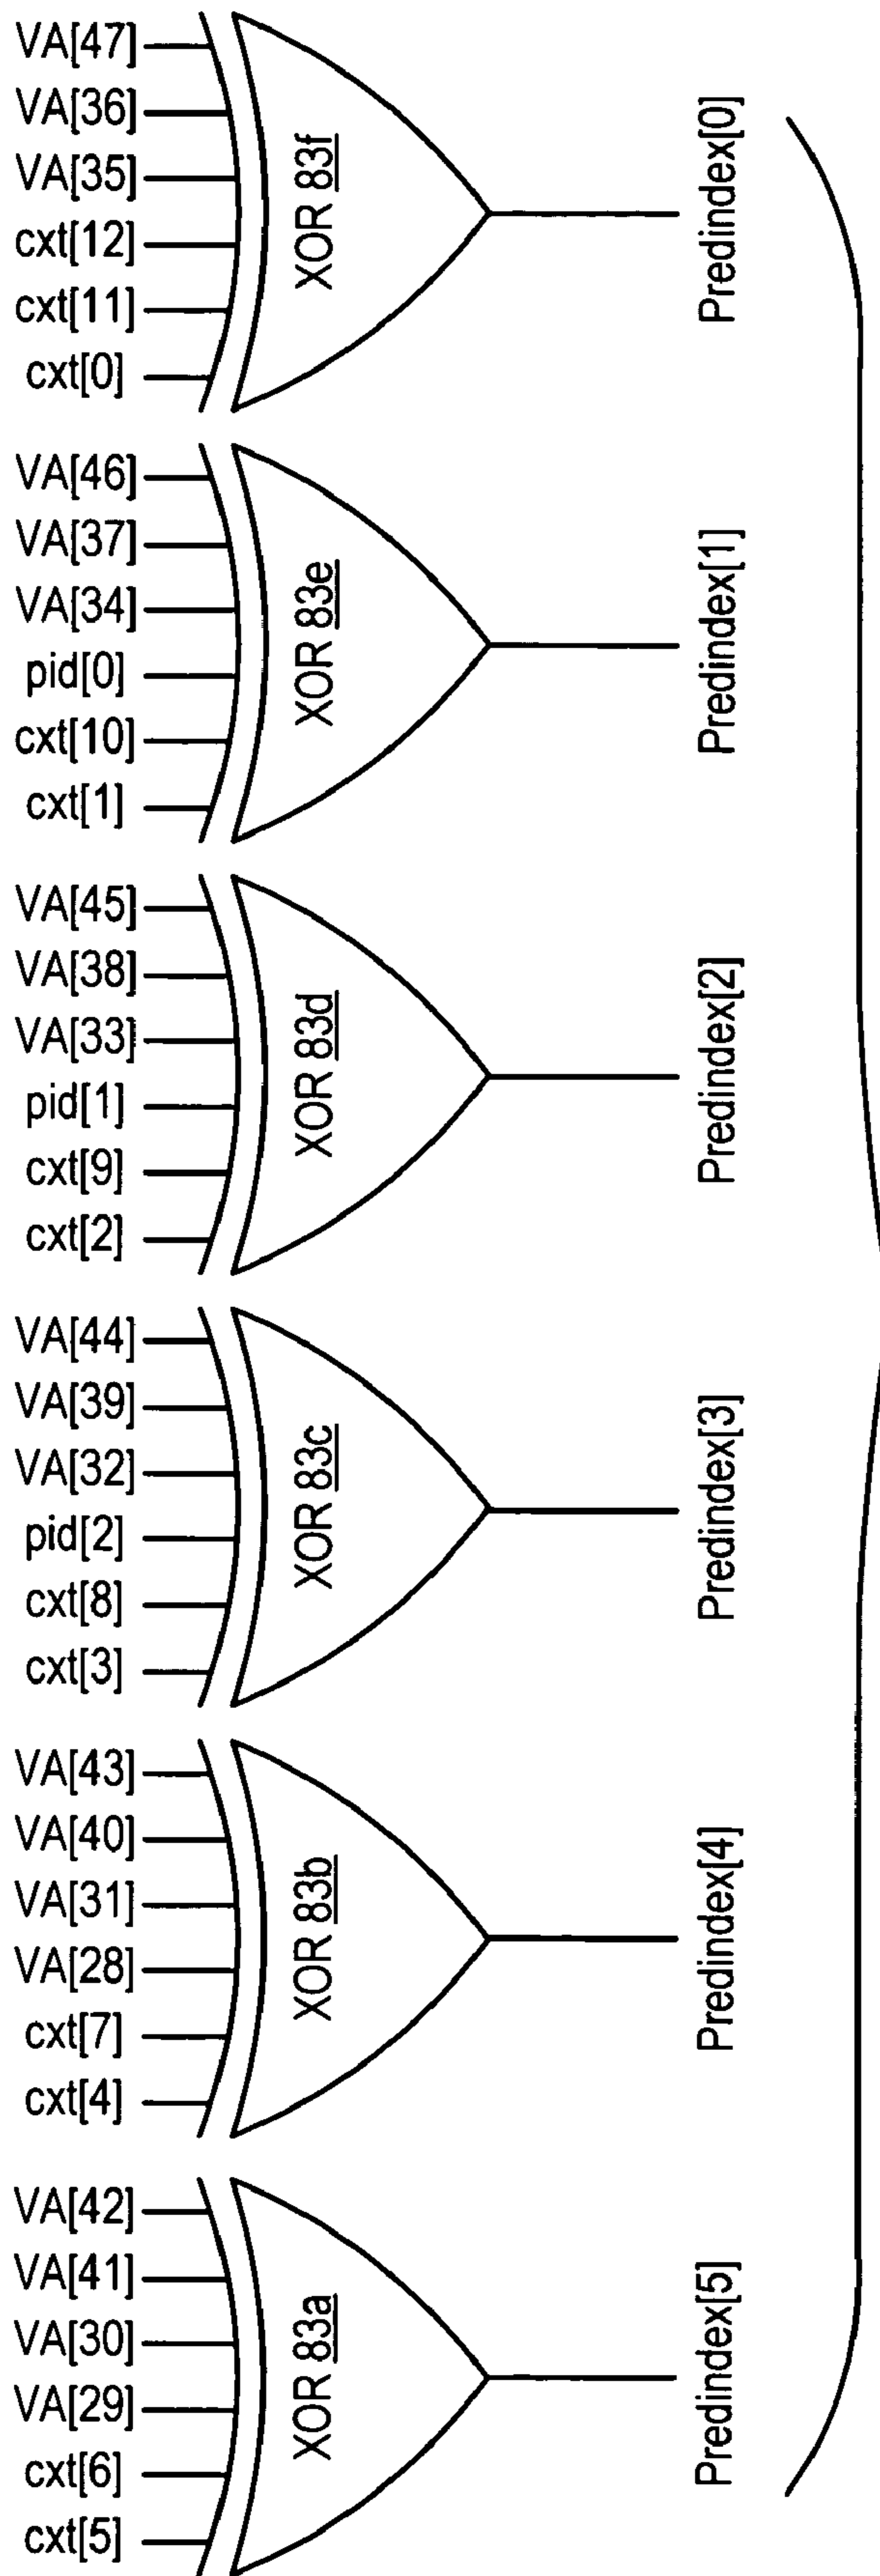 VA[47]
VA[36]
VA[35]
cxt[12]
cxt[11]
cxt[0]
XOR 83f
Predindex[0]
VA[46]
VA[37]
VA[34]
pid[0]
cxt[10]
cxt[1]
XOR 83e
Predindex[1]
VA[45]
VA[38]
VA[33]
pid[1]
cxt[9]
cxt[2]
XOR 83d
Predindex[2]
VA[44]
VA[39]
VA[32]
pid[2]
cxt[8]
cxt[3]
XOR 83c
Predindex[3]
VA[43]
VA[40]
VA[31]
VA[28]
cxt[7]
cxt[4]
XOR 83b
Predindex[4]
VA[42]
VA[41]
VA[30]
VA[29]
cxt[6]
cxt[5]
XOR 83a
Predindex[5]